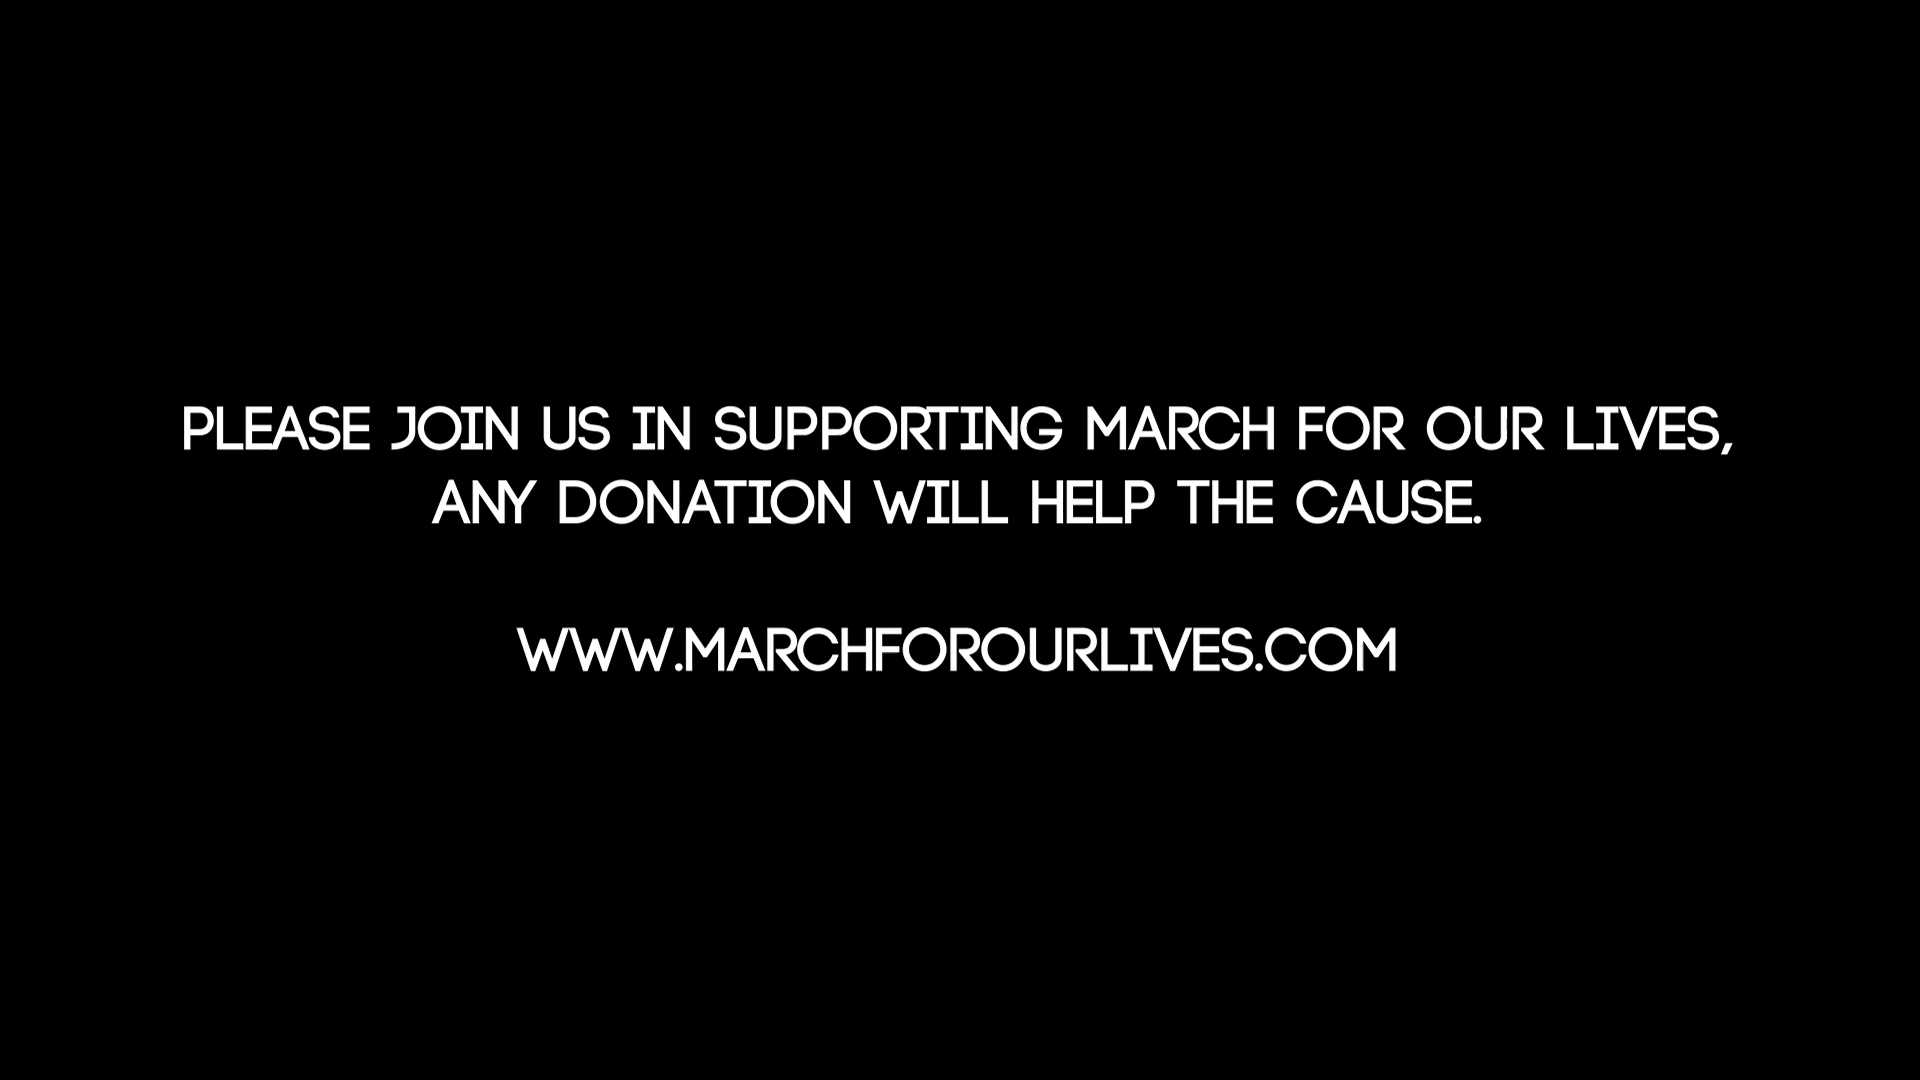 PLEASE JOIN US IN SUPPORTING MARCH FOR OUR LIVES,
ANY DONATION WILL HELP THE CAUSE.
WWW.MARCHFOROURLIVES.COM